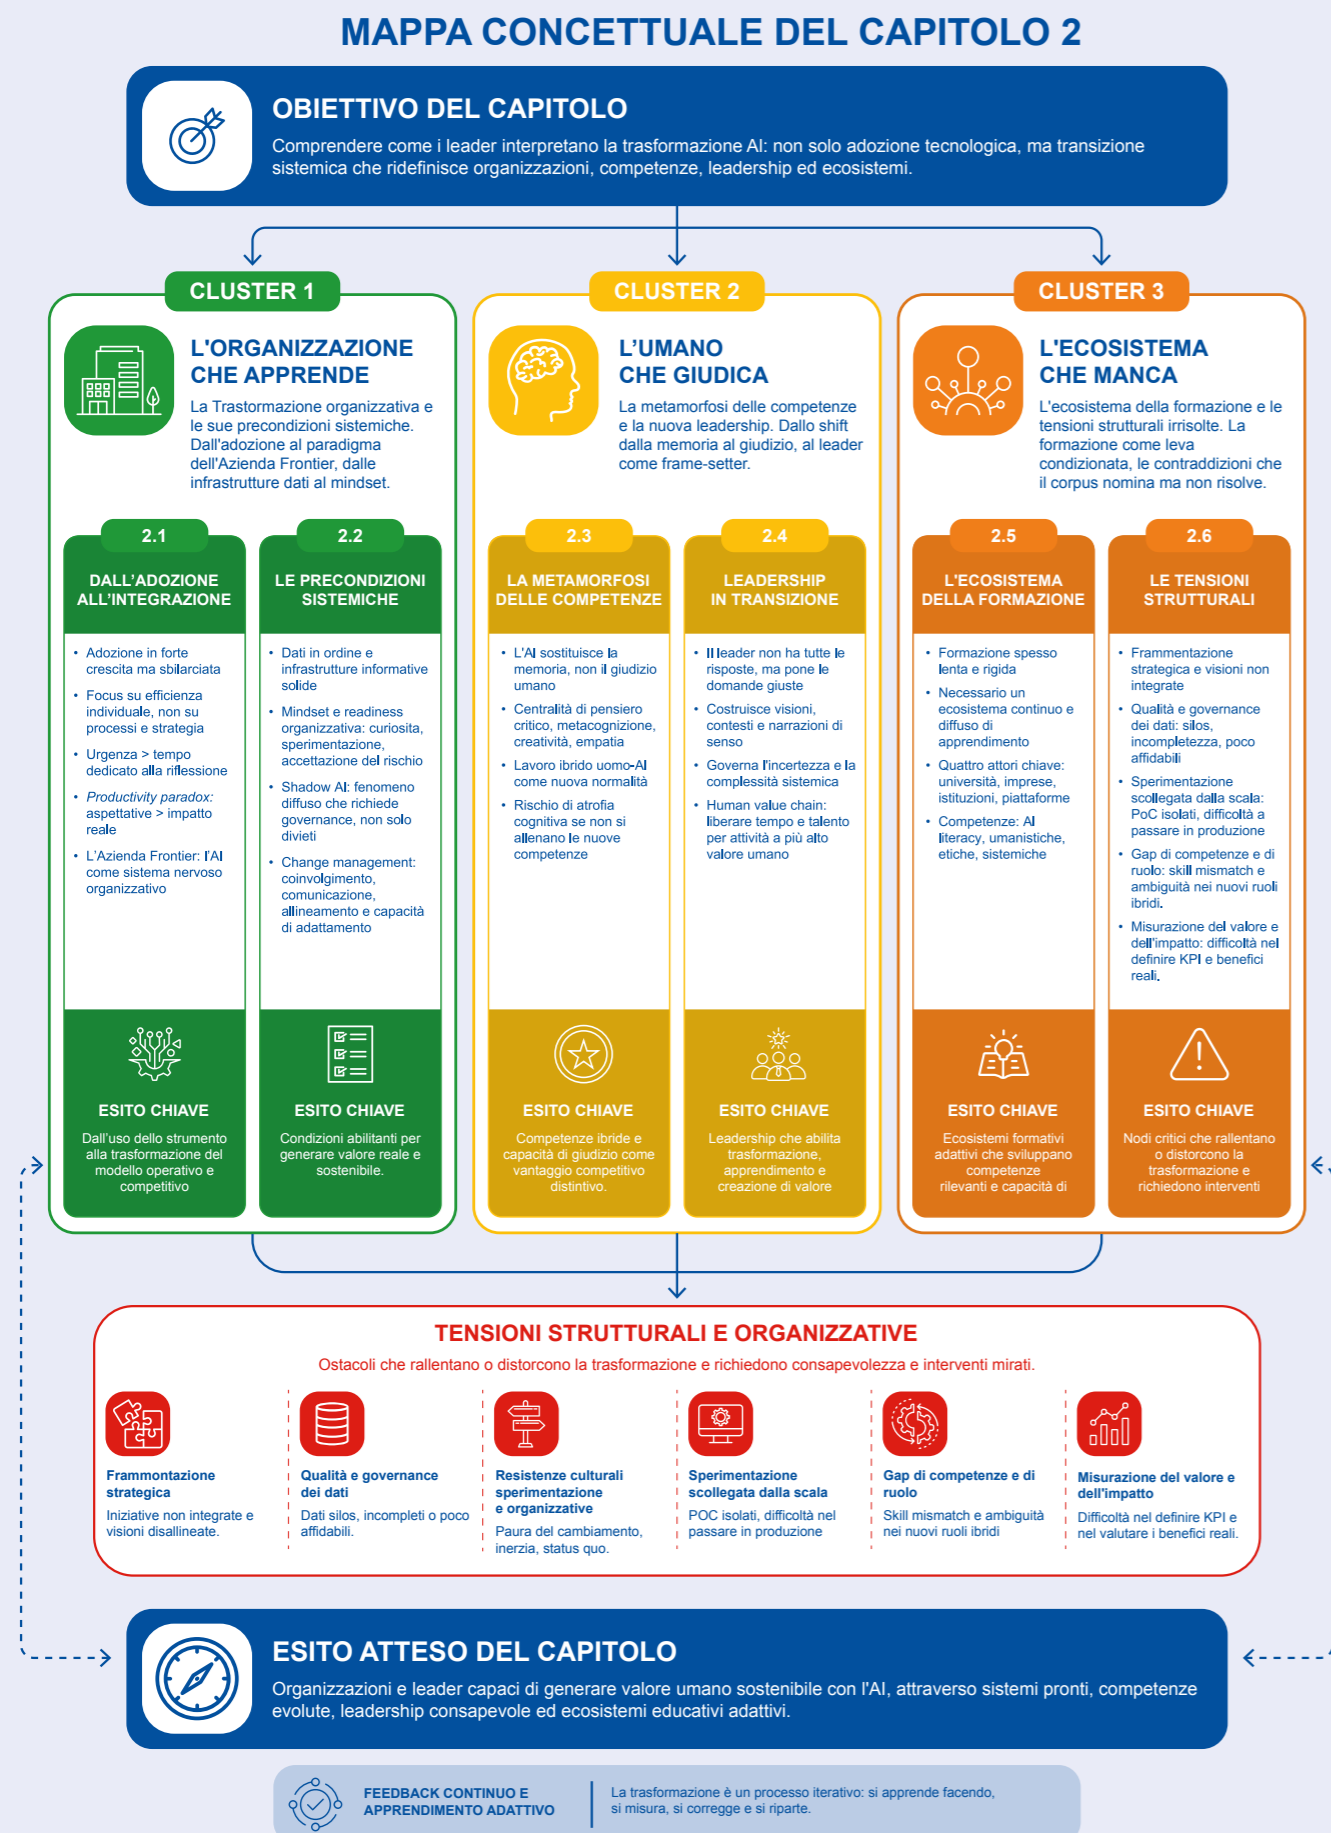 MAPPA CONCETTUALE DEL CAPITOLO 2
OBIETTIVO DEL CAPITOLO
Comprendere come i leader interpretano la trasformazione AI: non solo adozione tecnologica, ma transizione
sistemica che ridefinisce organizzazioni, competenze, leadership ed ecosistemi.
CLUSTER 1
L'ORGANIZZAZIONE
CHE APPRENDE
La Trastormazione organizzativa e
le sue precondizioni sistemiche.
Dall'adozione al paradigma
dell'Azienda Frontier, dalle
infrastrutture dati al mindset.
2.1
DALL'ADOZIONE
ALL'INTEGRAZIONE
• Adozione in forte
crescita ma sbilarciata
• Focus su efficienza
individuale, non su
processi e strategia
• Urgenza > tempo
dedicato alla riflessione
• Productivity paradox:
aspettative > impatto
reale
• L'Azienda Frontier: l'AI
come sistema nervoso
organizzativo
ESITO CHIAVE
Dall'uso dello strumento
alla trasformazione del
modello operativo e
competitivo
2.2
LE PRECONDIZIONI
SISTEMICHE
• Dati in ordine e
infrastrutture informative
solide
• Mindset e readiness
organizzativa: curiosita,
sperimentazione,
accettazione del rischio
• Shadow AI: fenomeno
diffuso che richiede
governance, non solo
divieti
• Change management:
coinvolgimento,
comunicazione,
allineamento e capacità
di adattamento
ESITO CHIAVE
Condizioni abilitanti per
generare valore reale e
sostenibile.
CLUSTER 2
L'UMANO
CHE GIUDICA
La metamorfosi delle competenze
e la nuova leadership. Dallo shift
dalla memoria al giudizio, al leader
come frame-setter.
2.3
LA METAMORFOSI
DELLE COMPETENZE
• L'AI sostituisce la
memoria, non il giudizio
umano
• Centralità di pensiero
critico, metacognizione,
creatività, empatia
• Lavoro ibrido uomo-AI
come nuova normalità
• Rischio di atrofia
cognitiva se non si
allenano le nuove
competenze
ESITO CHIAVE
Competenze ibride e
capacità di giudizio come
vantaggio competitivo
distintivo.
2.4
LEADERSHIP
IN TRANSIZIONE
• Il leader non ha tutte le
risposte, ma pone le
domande giuste
• Costruisce visioni,
contesti e narrazioni di
senso
• Governa l'incertezza e la
complessità sistemica
• Human value chain:
liberare tempo e talento
per attività a più alto
valore umano
ESITO CHIAVE
Leadership che abilita
trasformazione,
apprendimento e
creazione di valore
CLUSTER 3
L'ECOSISTEMA
CHE MANCA
L'ecosistema della formazione e le
tensioni strutturali irrisolte. La
formazione come leva
condizionata, le contraddizioni che
il corpus nomina ma non risolve.
2.5
L'ECOSISTEMA
DELLA FORMAZIONE
• Formazione spesso
lenta e rigida
• Necessario un
ecosistema continuo e
diffuso di
apprendimento
• Quattro attori chiave:
università, imprese,
istituzioni, piattaforme
• Competenze: AI
literacy, umanistiche,
etiche, sistemiche
ESITO CHIAVE
Ecosistemi formativi
adattivi che sviluppano
competenze
rilevanti e capacità di
2.6
LE TENSIONI
STRUTTURALI
• Frammentazione
strategica e visioni non
integrate
• Qualità e governance
dei dati: silos,
incompletezza, poco
affidabili
• Sperimentazione
scollegata dalla scala:
PoC isolati, difficoltà a
passare in produzione
• Gap di competenze e di
ruolo: skill mismatch e
ambiguità nei nuovi ruoli
ibridi.
• Misurazione del valore e
dell'impatto: difficoltà nel
definire KPI e benefici
reali.
ESITO CHIAVE
Nodi critici che rallentano
o distorcono la
trasformazione e
richiedono interventi
TENSIONI STRUTTURALI E ORGANIZZATIVE
Ostacoli che rallentano o distorcono la trasformazione e richiedono consapevolezza e interventi mirati.
Frammontazione
strategica
Iniziative non integrate e
visioni disallineate.
Qualità e governance
dei dati
Dati silos, incompleti o poco
affidabili.
Resistenze culturali
sperimentazione
e organizzative
Paura del cambiamento,
inerzia, status quo.
Sperimentazione
scollegata dalla scala
POC isolati, difficoltà nel
passare in produzione
Gap di competenze e di
ruolo
Skill mismatch e ambiguità
nei nuovi ruoli ibridi
Misurazione del valore e
dell'impatto
Difficoltà nel definire KPI e
nel valutare i benefici reali.
ESITO ATTESO DEL CAPITOLO
Organizzazioni e leader capaci di generare valore umano sostenibile con l'AI, attraverso sistemi pronti, competenze
evolute, leadership consapevole ed ecosistemi educativi adattivi.
FEEDBACK CONTINUO E
APPRENDIMENTO ADATTIVO
La trasformazione è un processo iterativo: si apprende facendo,
si misura, si corregge e si riparte.